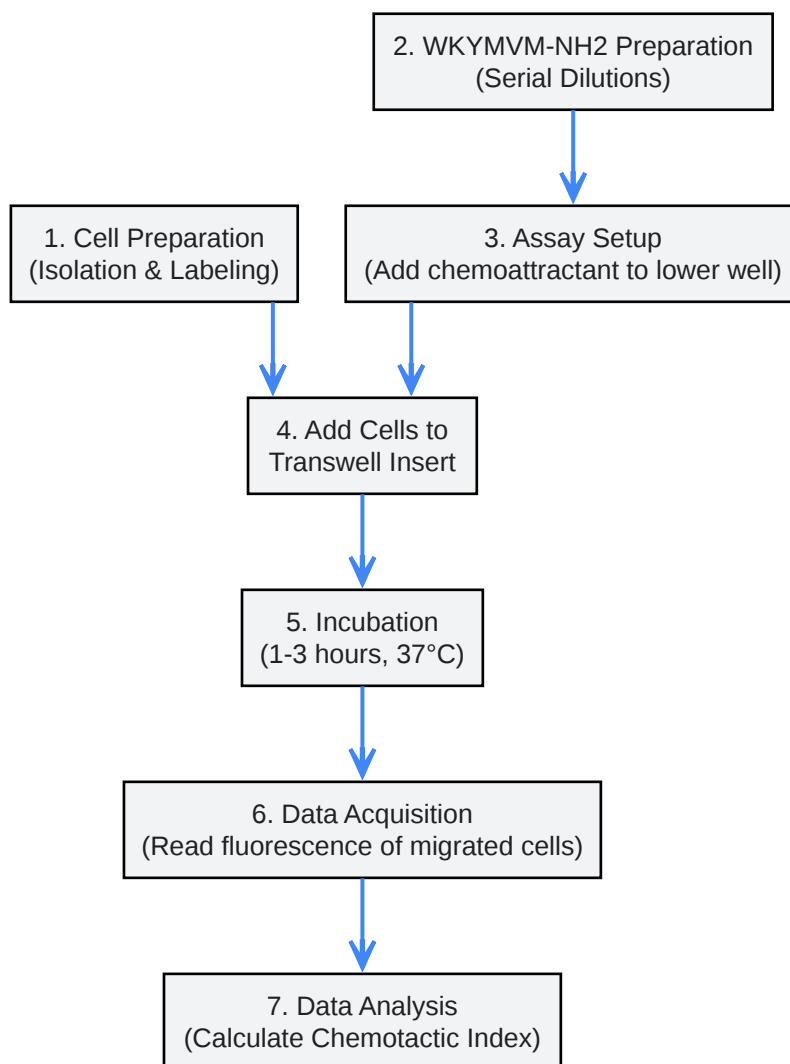 2. WKYMVM-NH2 Preparation
(Serial Dilutions)
1. Cell Preparation
(Isolation & Labeling)
3. Assay Setup
(Add chemoattractant to lower well)
4. Add Cells to
Transwell Insert
5. Incubation
(1-3 hours, 37°C)
6. Data Acquisition
(Read fluorescence of migrated cells)
7. Data Analysis
(Calculate Chemotactic Index)